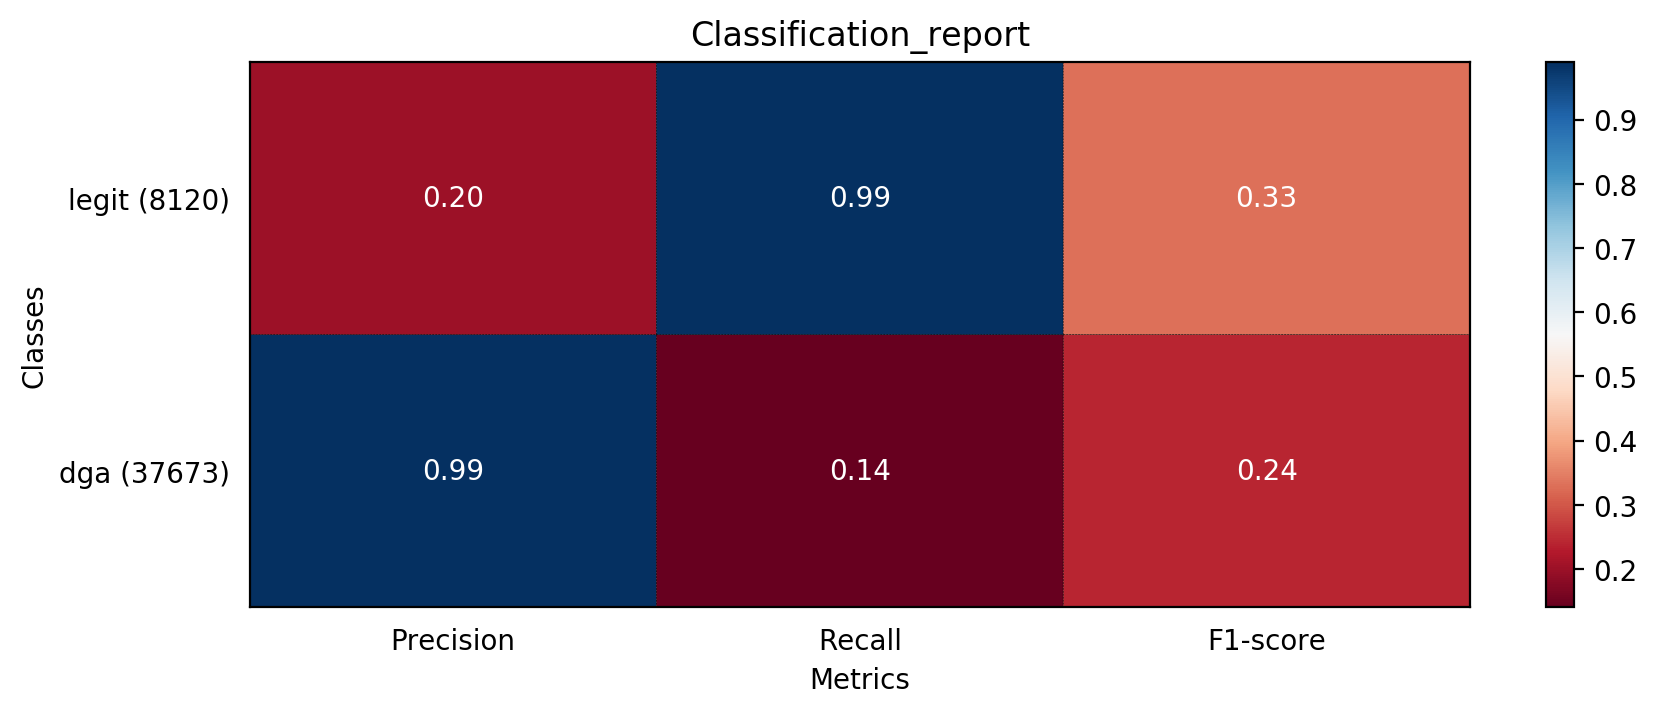 Classification_report
legit (8120)
0.20 0.99 0.33
dga (37673)
0.99 0.14 0.24
Classes
Precision Recall F1-score
Metrics
0.9
0.8
0.7
0.6
0.5
0.4
0.3
0.2